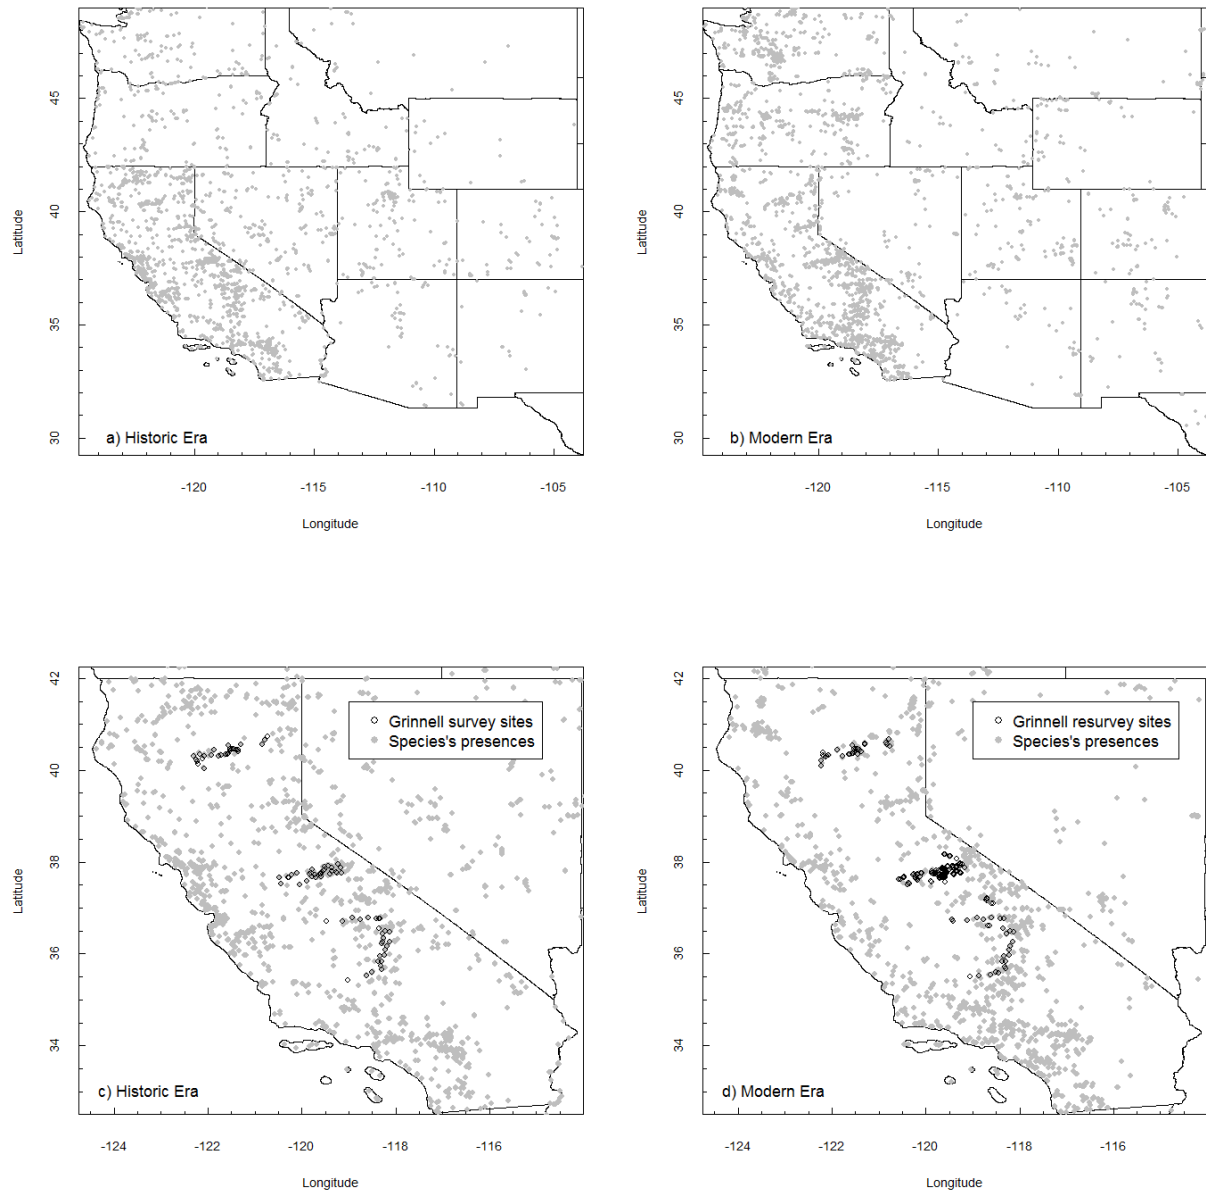 45
40
35
30
Latitude
a) Historic Era
-120
-115
-110
-105
Longitude
45
40
35
30
Latitude
b) Modern Era
-120
-115
-110
-105
Longitude
42
40
38
36
34
Latitude
Grinnell survey sites
Species's presences
c) Historic Era
-124
-122
-120
-118
-116
Longitude
42
40
38
36
34
Latitude
Grinnell resurvey sites
Species's presences
d) Modern Era
-124
-122
-120
-118
-116
Longitude